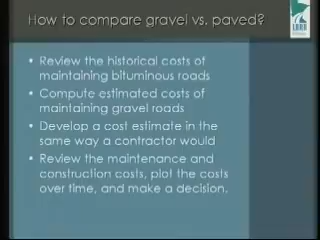 How to compare gravel vs. paved?
• Review the historical costs of
maintaining bituminous roads
• Compute estimated costs of
maintaining gravel roads
• Develop a cost estimate in the
same way a contractor would
• Review the maintenance and
construction costs, plot the costs
over time, and make a decision.
LRRB